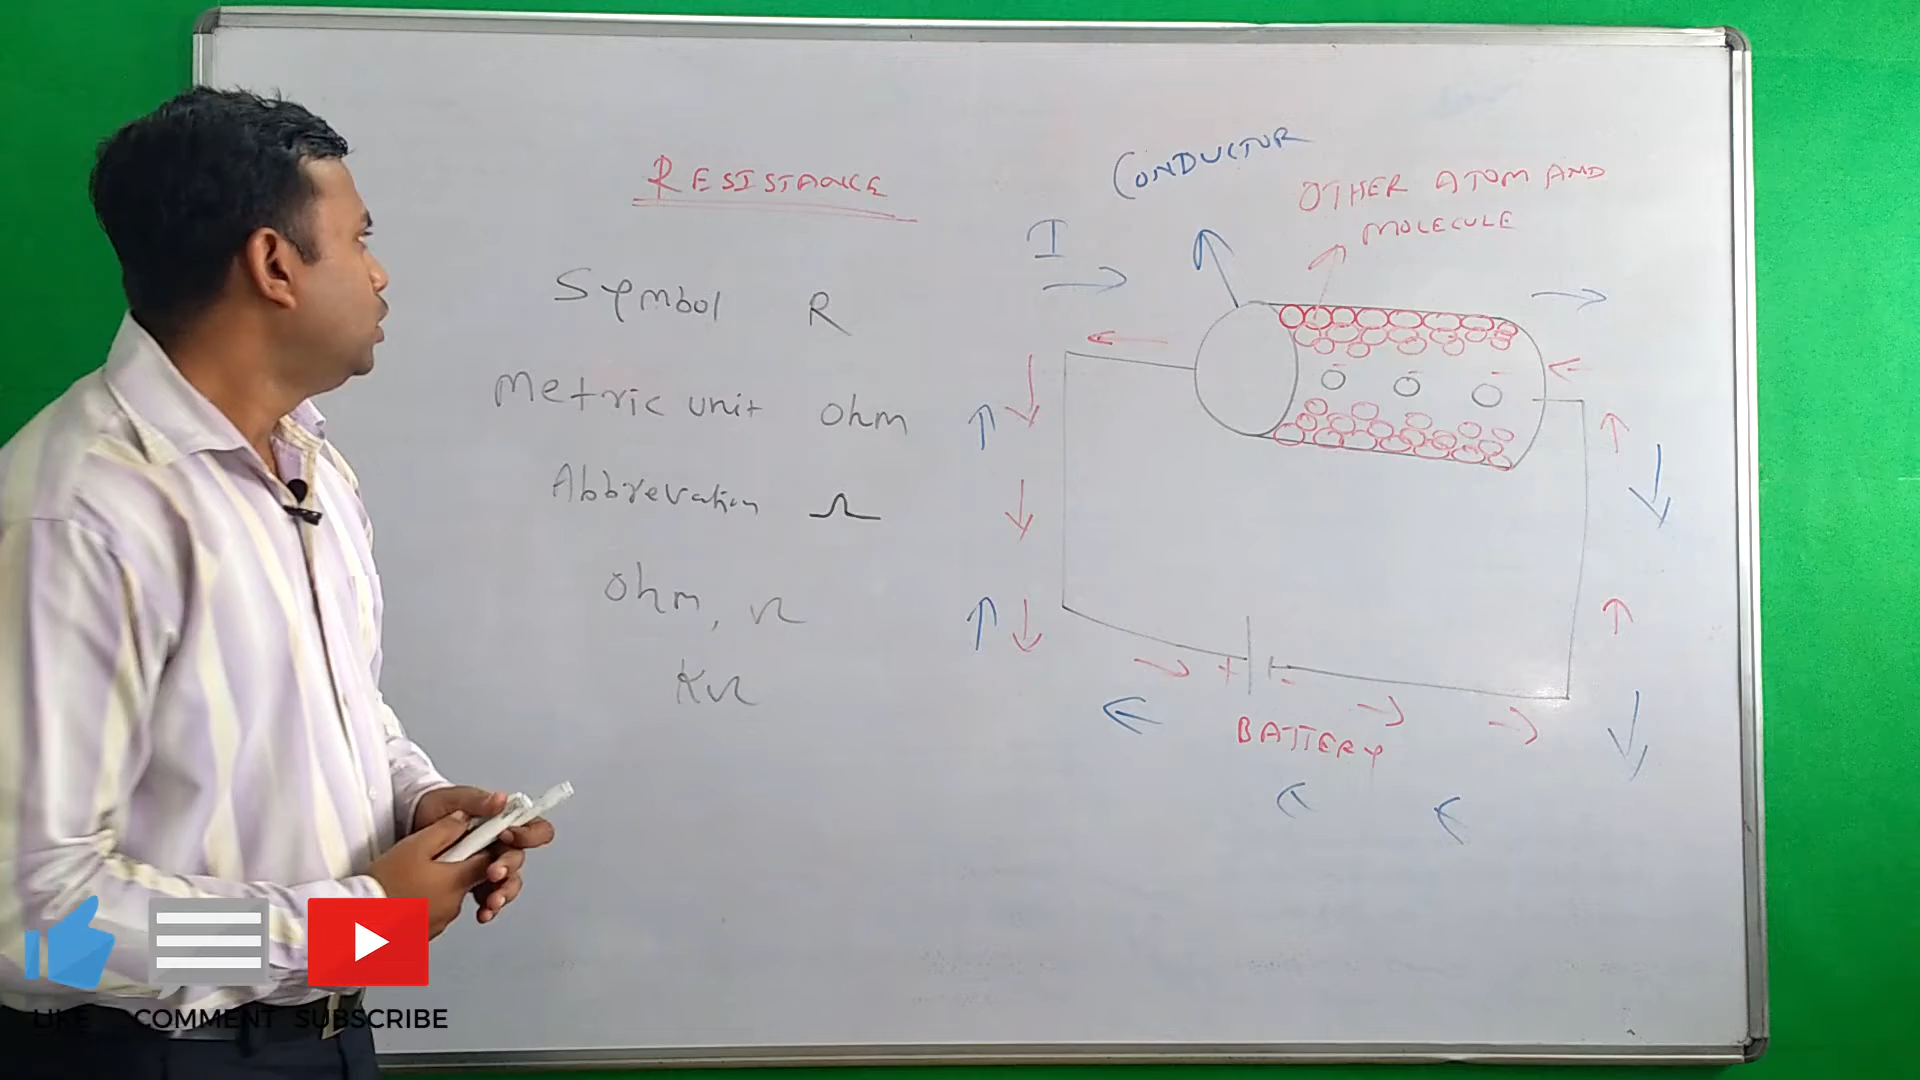 RESISTANCE
Symbol R
Metric unit ohm
Abbrevation Ω
Ohm, Ω
KΩ
CONDUCTOR
OTHER ATOM AND
MOLECULE
I
+ -
BATTERY
LIKE COMMENT SUBSCRIBE